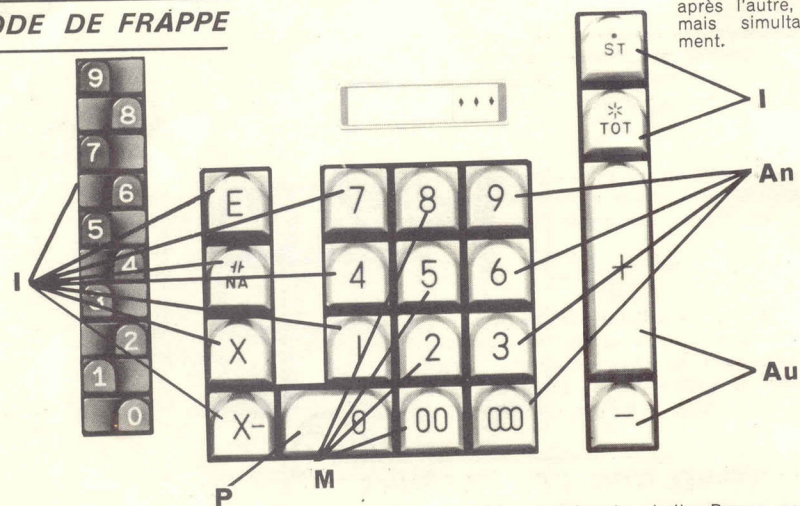 ODE DE FRAPPE
après l'autre,
mais simulta
ment.
9
8
7
6
5
4
3
2
1
0
E
NA
X
X-
7 8 9
4 5 6
1 2 3
0 00 000
ST
TOT
+
-
I
I
An
Au
P
M